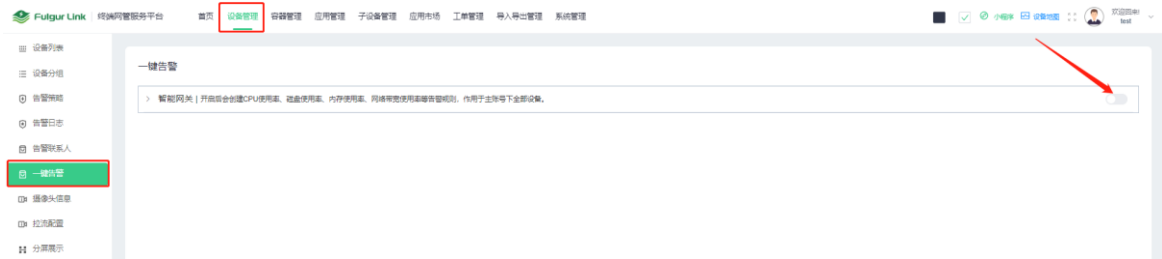 Fulgur Link 终端网管服务平台 首页 设备管理 容器管理 应用管理 子设备管理 应用市场 工单管理 导入导出管理 系统管理 小程序 设备地图 欢迎回来!
test
设备列表
设备分组
告警策略
告警日志
告警联系人
一键告警
摄像头信息
拉流配置
分屏展示
一键告警
智能网关 | 开启后会创建CPU使用率、磁盘使用率、内存使用率、网络带宽使用率等告警规则，作用于主账号下全部设备。